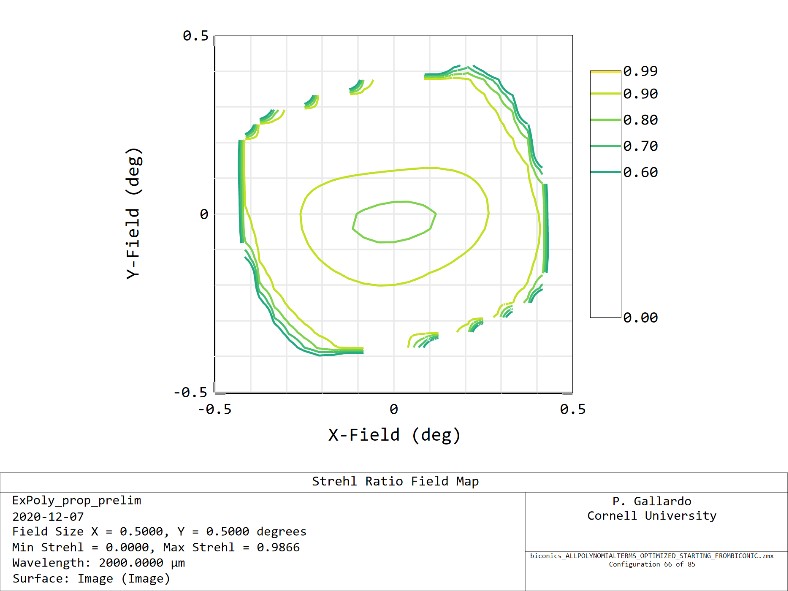 0.5
0
-0.5
Y-Field (deg)
-0.5
0
0.5
X-Field (deg)
0.99
0.90
0.80
0.70
0.60
0.00
Strehl Ratio Field Map
ExPoly_prop_prelim
2020-12-07
Field Size X = 0.5000, Y = 0.5000 degrees
Min Strehl = 0.0000, Max Strehl = 0.9866
Wavelength: 2000.0000 µm
Surface: Image (Image)
P. Gallardo
Cornell University
biconics_ALLPOLYNOMIALTERMS_OPTIMIZED_STARTING_FROMBICONIC.zmx
Configuration 66 of 85